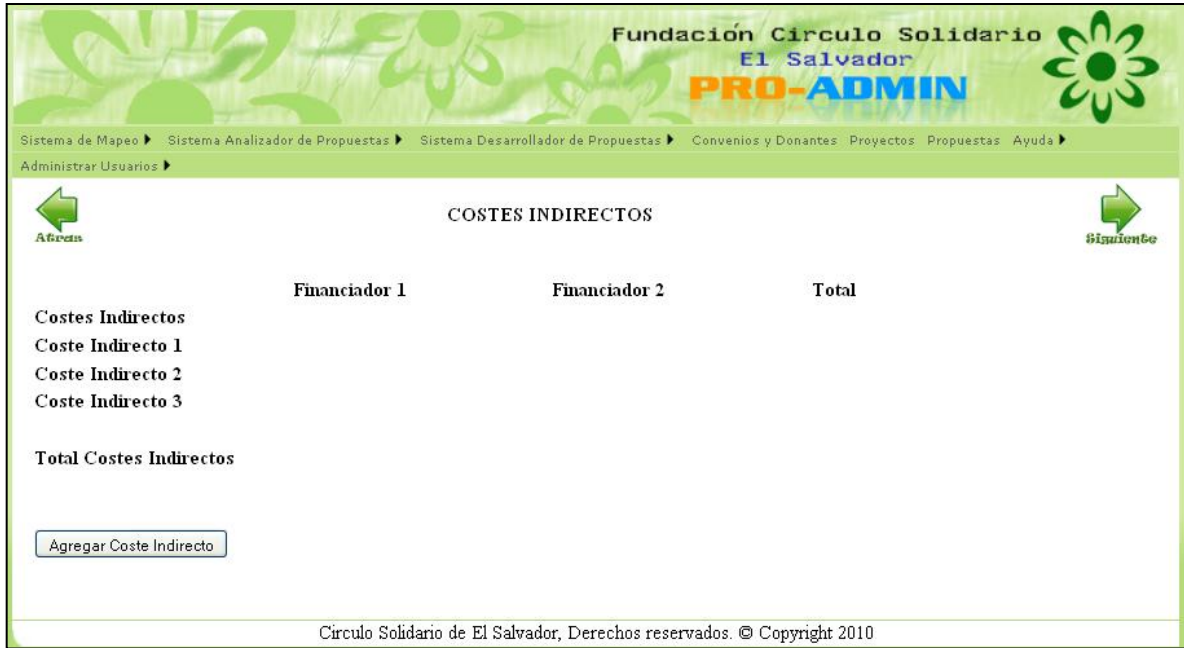 Fundación Circulo Solidario
El Salvador
PRO-ADMIN
Sistema de Mapeo Sistema Analizador de Propuestas Sistema Desarrollador de Propuestas Convenios y Donantes Proyectos Propuestas Ayuda
Administrar Usuarios
Atras
COSTES INDIRECTOS
Siguiente
Financiador 1 Financiador 2 Total
Costes Indirectos
Coste Indirecto 1
Coste Indirecto 2
Coste Indirecto 3
Total Costes Indirectos
Agregar Coste Indirecto
Circulo Solidario de El Salvador, Derechos reservados. © Copyright 2010